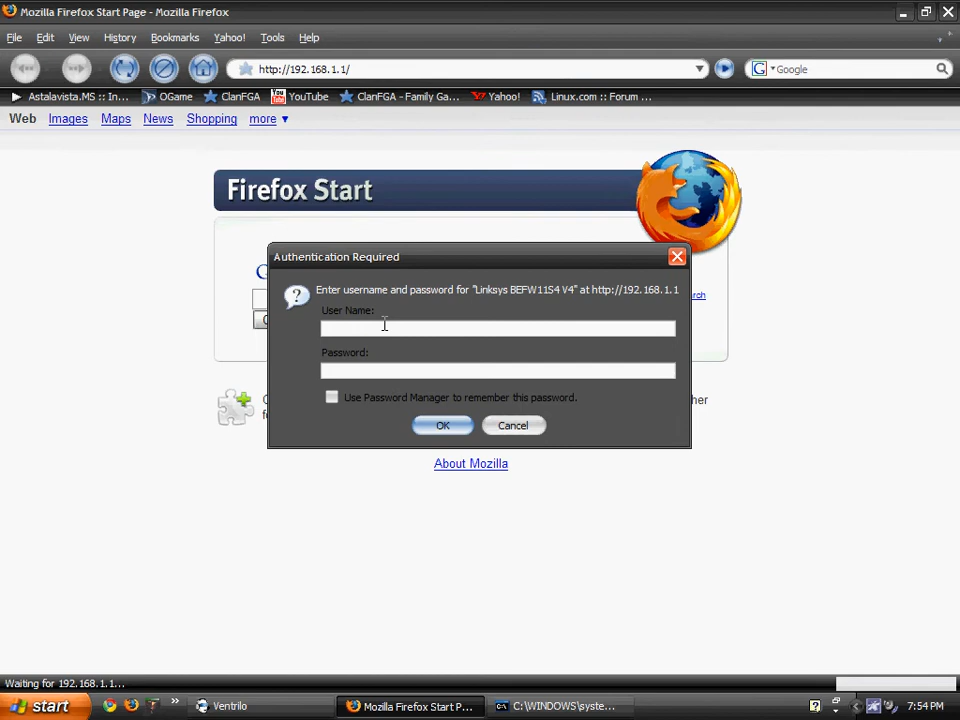 Mozilla Firefox Start Page - Mozilla Firefox
File Edit View History Bookmarks Yahoo! Tools Help
http://192.168.1.1/ G Google
Astalavista.MS :: In... OGame ClanFGA YouTube ClanFGA - Family Ga... Yahoo! Linux.com :: Forum ...
Web Images Maps News Shopping more ▼
Firefox Start
Authentication Required
Enter username and password for "Linksys BEFW11S4 V4" at http://192.168.1.1
User Name:
Password:
Use Password Manager to remember this password.
OK Cancel
About Mozilla
Waiting for 192.168.1.1...
start » Ventrilo Mozilla Firefox Start P... C:\WINDOWS\syste... 7:54 PM